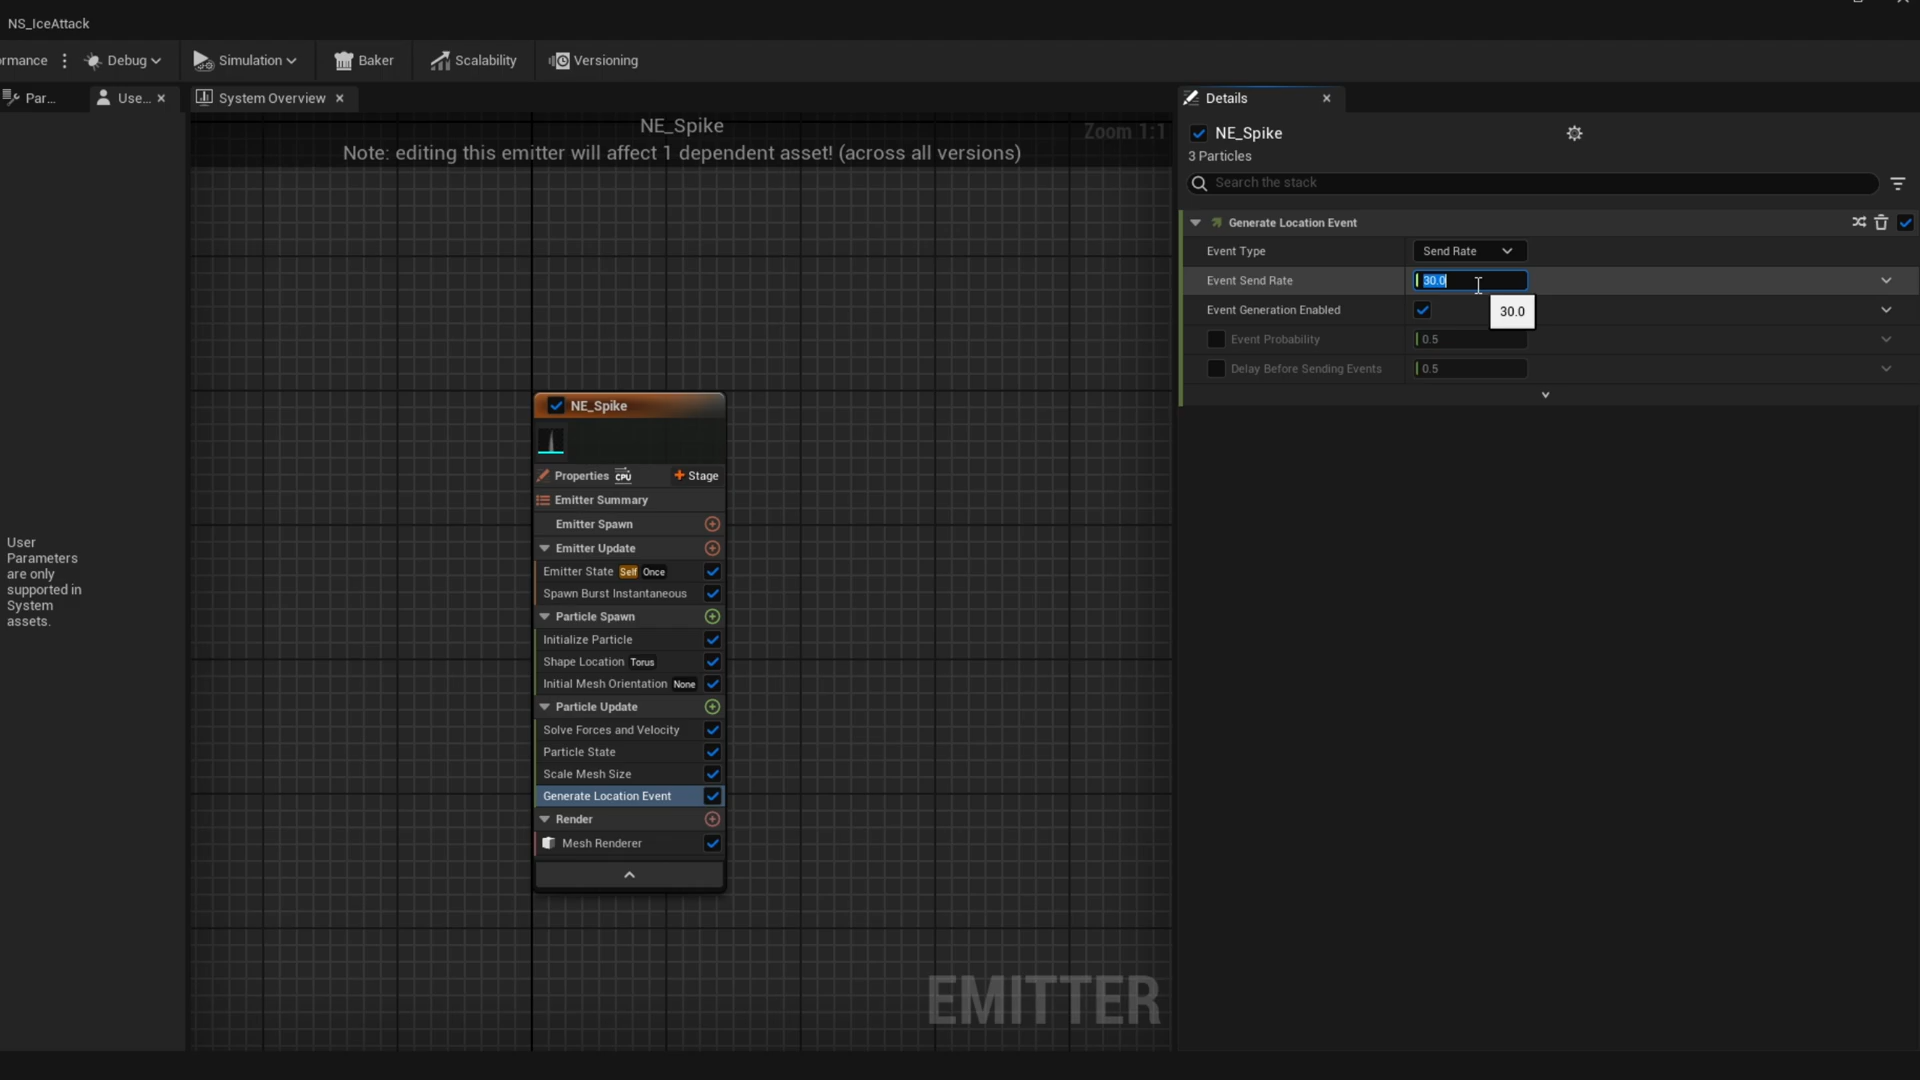 NS_IceAttack
rmance
Debug
Simulation
Baker
Scalability
Versioning
Par...
Use...
System Overview
Details
NE_Spike
Note: editing this emitter will affect 1 dependent asset! (across all versions)
Zoom 1:1
NE_Spike
3 Particles
Search the stack
Generate Location Event
Event Type
Send Rate
Event Send Rate
30.0
Event Generation Enabled
30.0
Event Probability
0.5
Delay Before Sending Events
0.5
NE_Spike
Properties
CPU
Stage
Emitter Summary
Emitter Spawn
Emitter Update
Emitter State Self Once
Spawn Burst Instantaneous
Particle Spawn
Initialize Particle
Shape Location Torus
Initial Mesh Orientation None
Particle Update
Solve Forces and Velocity
Particle State
Scale Mesh Size
Generate Location Event
Render
Mesh Renderer
User
Parameters
are only
supported in
System
assets.
EMITTER